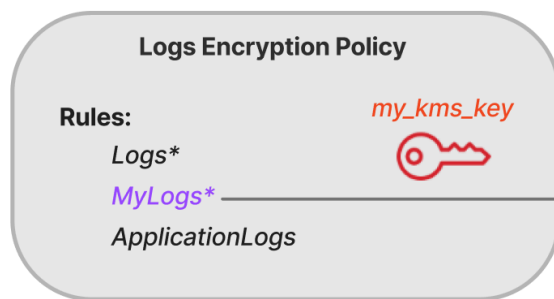 Logs Encryption Policy
Rules:
my_kms_key
Logs*
MyLogs*
ApplicationLogs